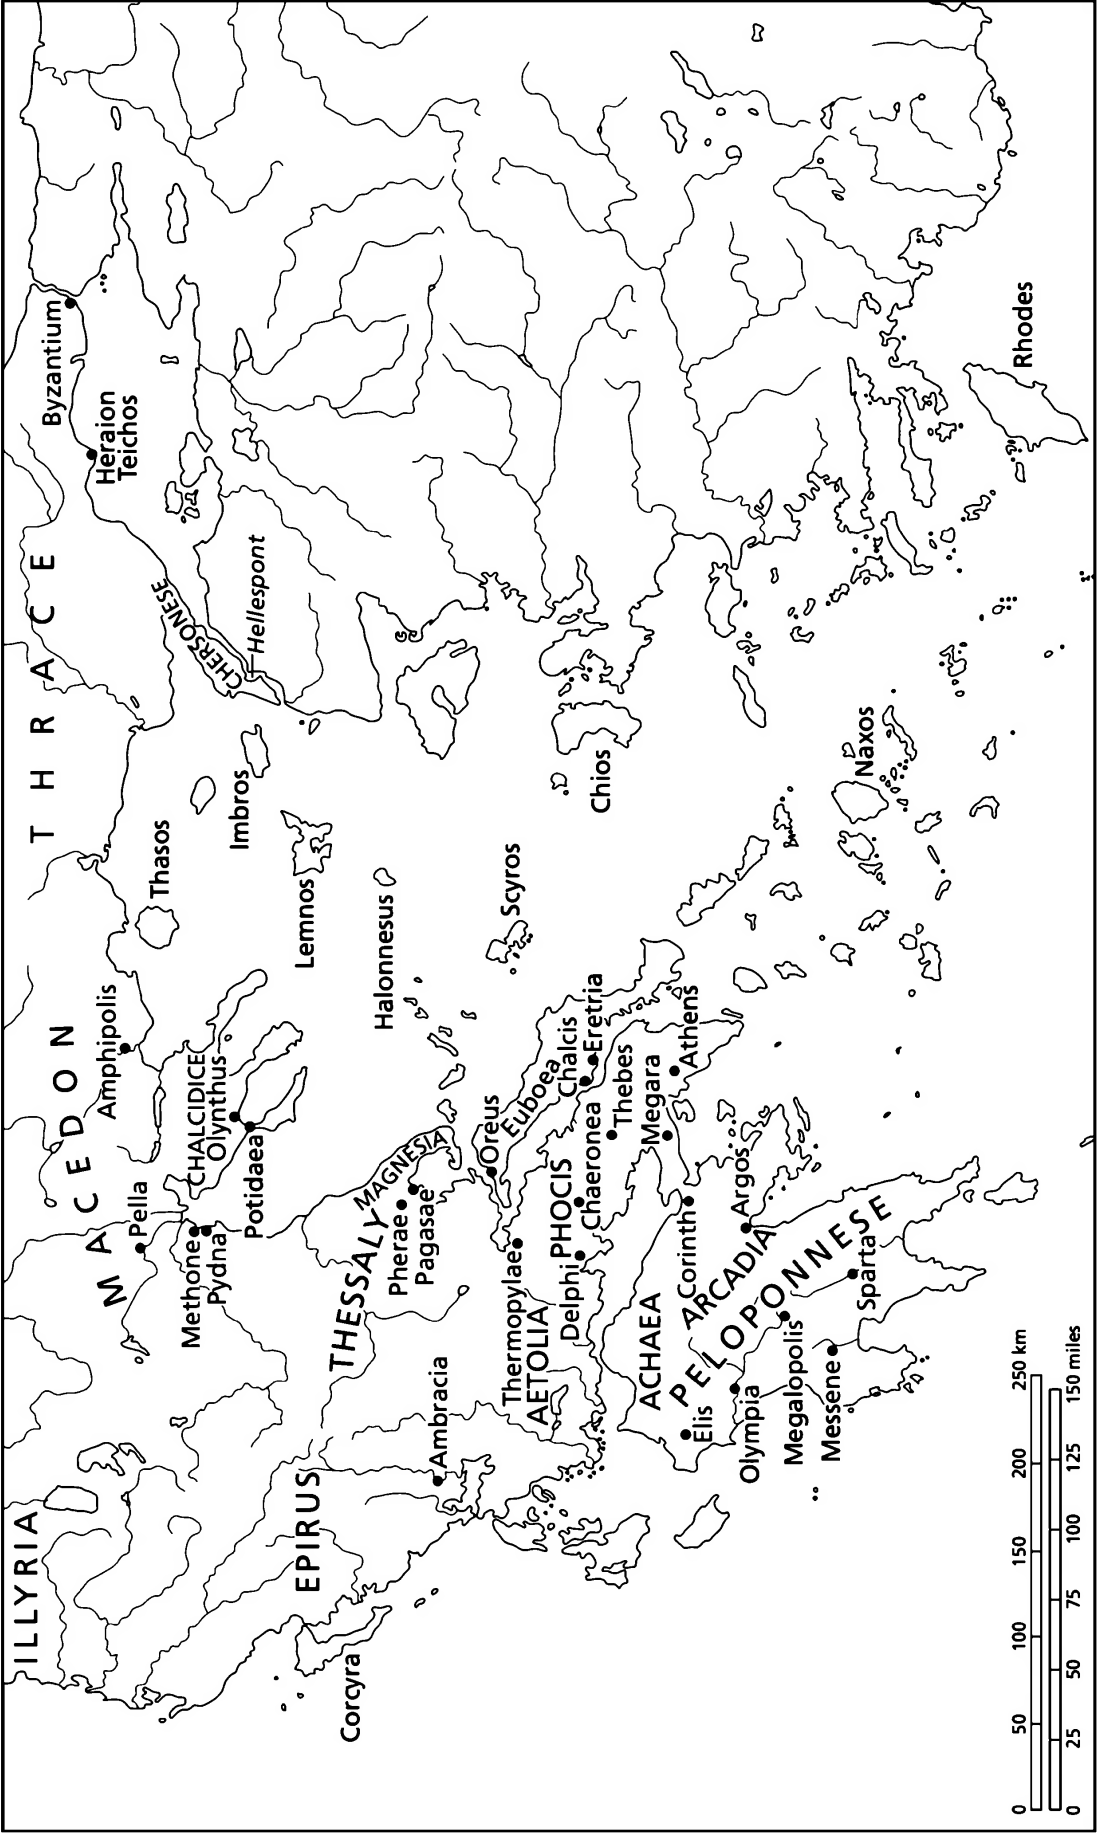 ILLYRIA
MACEDON
THRACE
Byzantium
Heraion
Teichos
Amphipolis
Pella
Thasos
CHERSONESE
Hellespont
Imbros
CHALCIDICE
Olynthus
Potidaea
Methone
Pydna
Lemnos
EPIRUS
Corcyra
THESSALY
MAGNESIA
Pherae
Pagasae
Halonnesus
Ambracia
Oreus
Scyros
Thermopylae
AETOLIA
Euboea
Chalcis
Eretria
PHOCIS
Delphi
Chaeronea
Thebes
Chios
ACHAEA
Megara
Athens
Corinth
Elis
ARCADIA
Argos
PELOPONNESE
Olympia
Megalopolis
Messene
Sparta
Naxos
Rhodes
0 50 100 150 200 250 km
0 25 50 75 100 125 150 miles